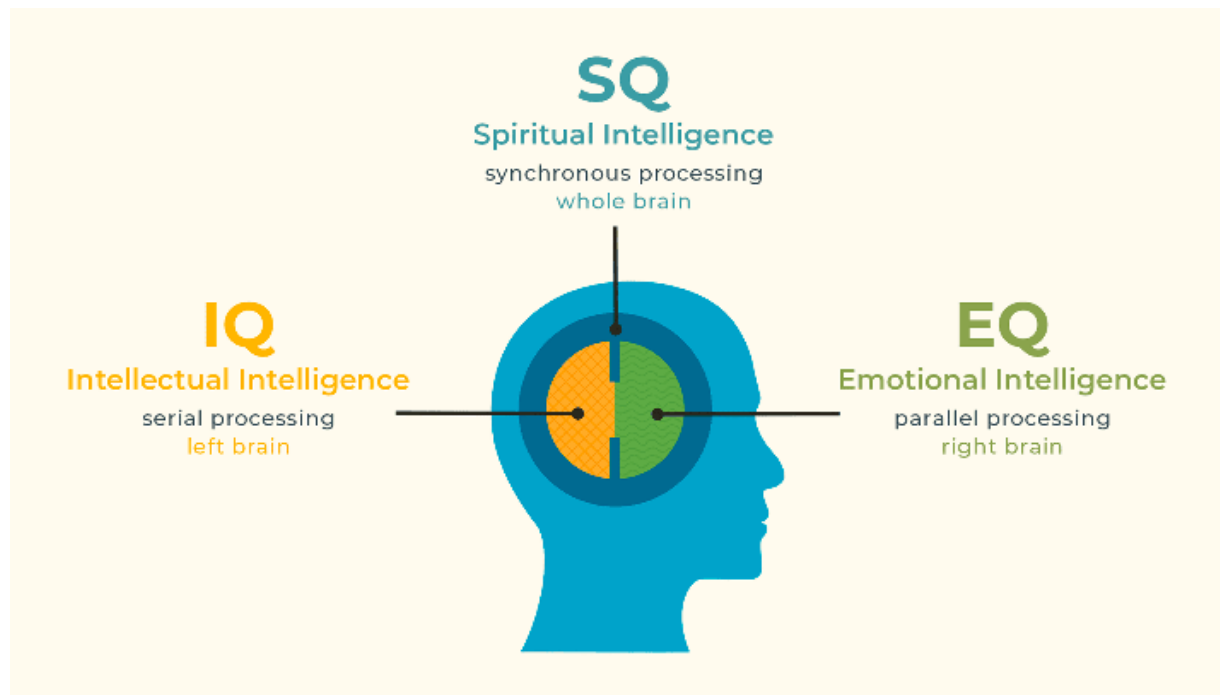 SQ
Spiritual Intelligence
synchronous processing
whole brain
IQ
Intellectual Intelligence
serial processing
left brain
EQ
Emotional Intelligence
parallel processing
right brain